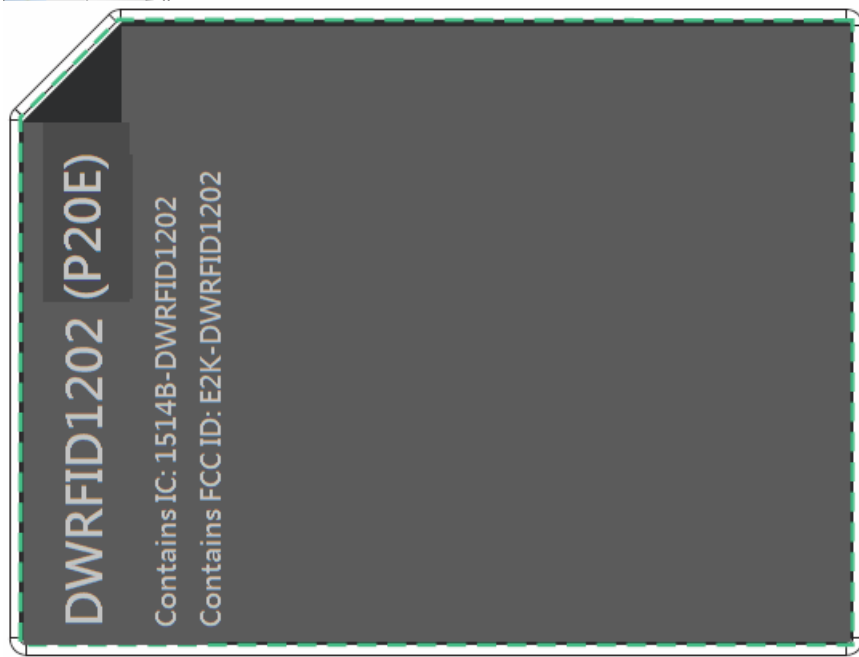 DWRFID1202 (P20E)
Contains IC: 1514B-DWRFID1202
Contains FCC ID: E2K-DWRFID1202